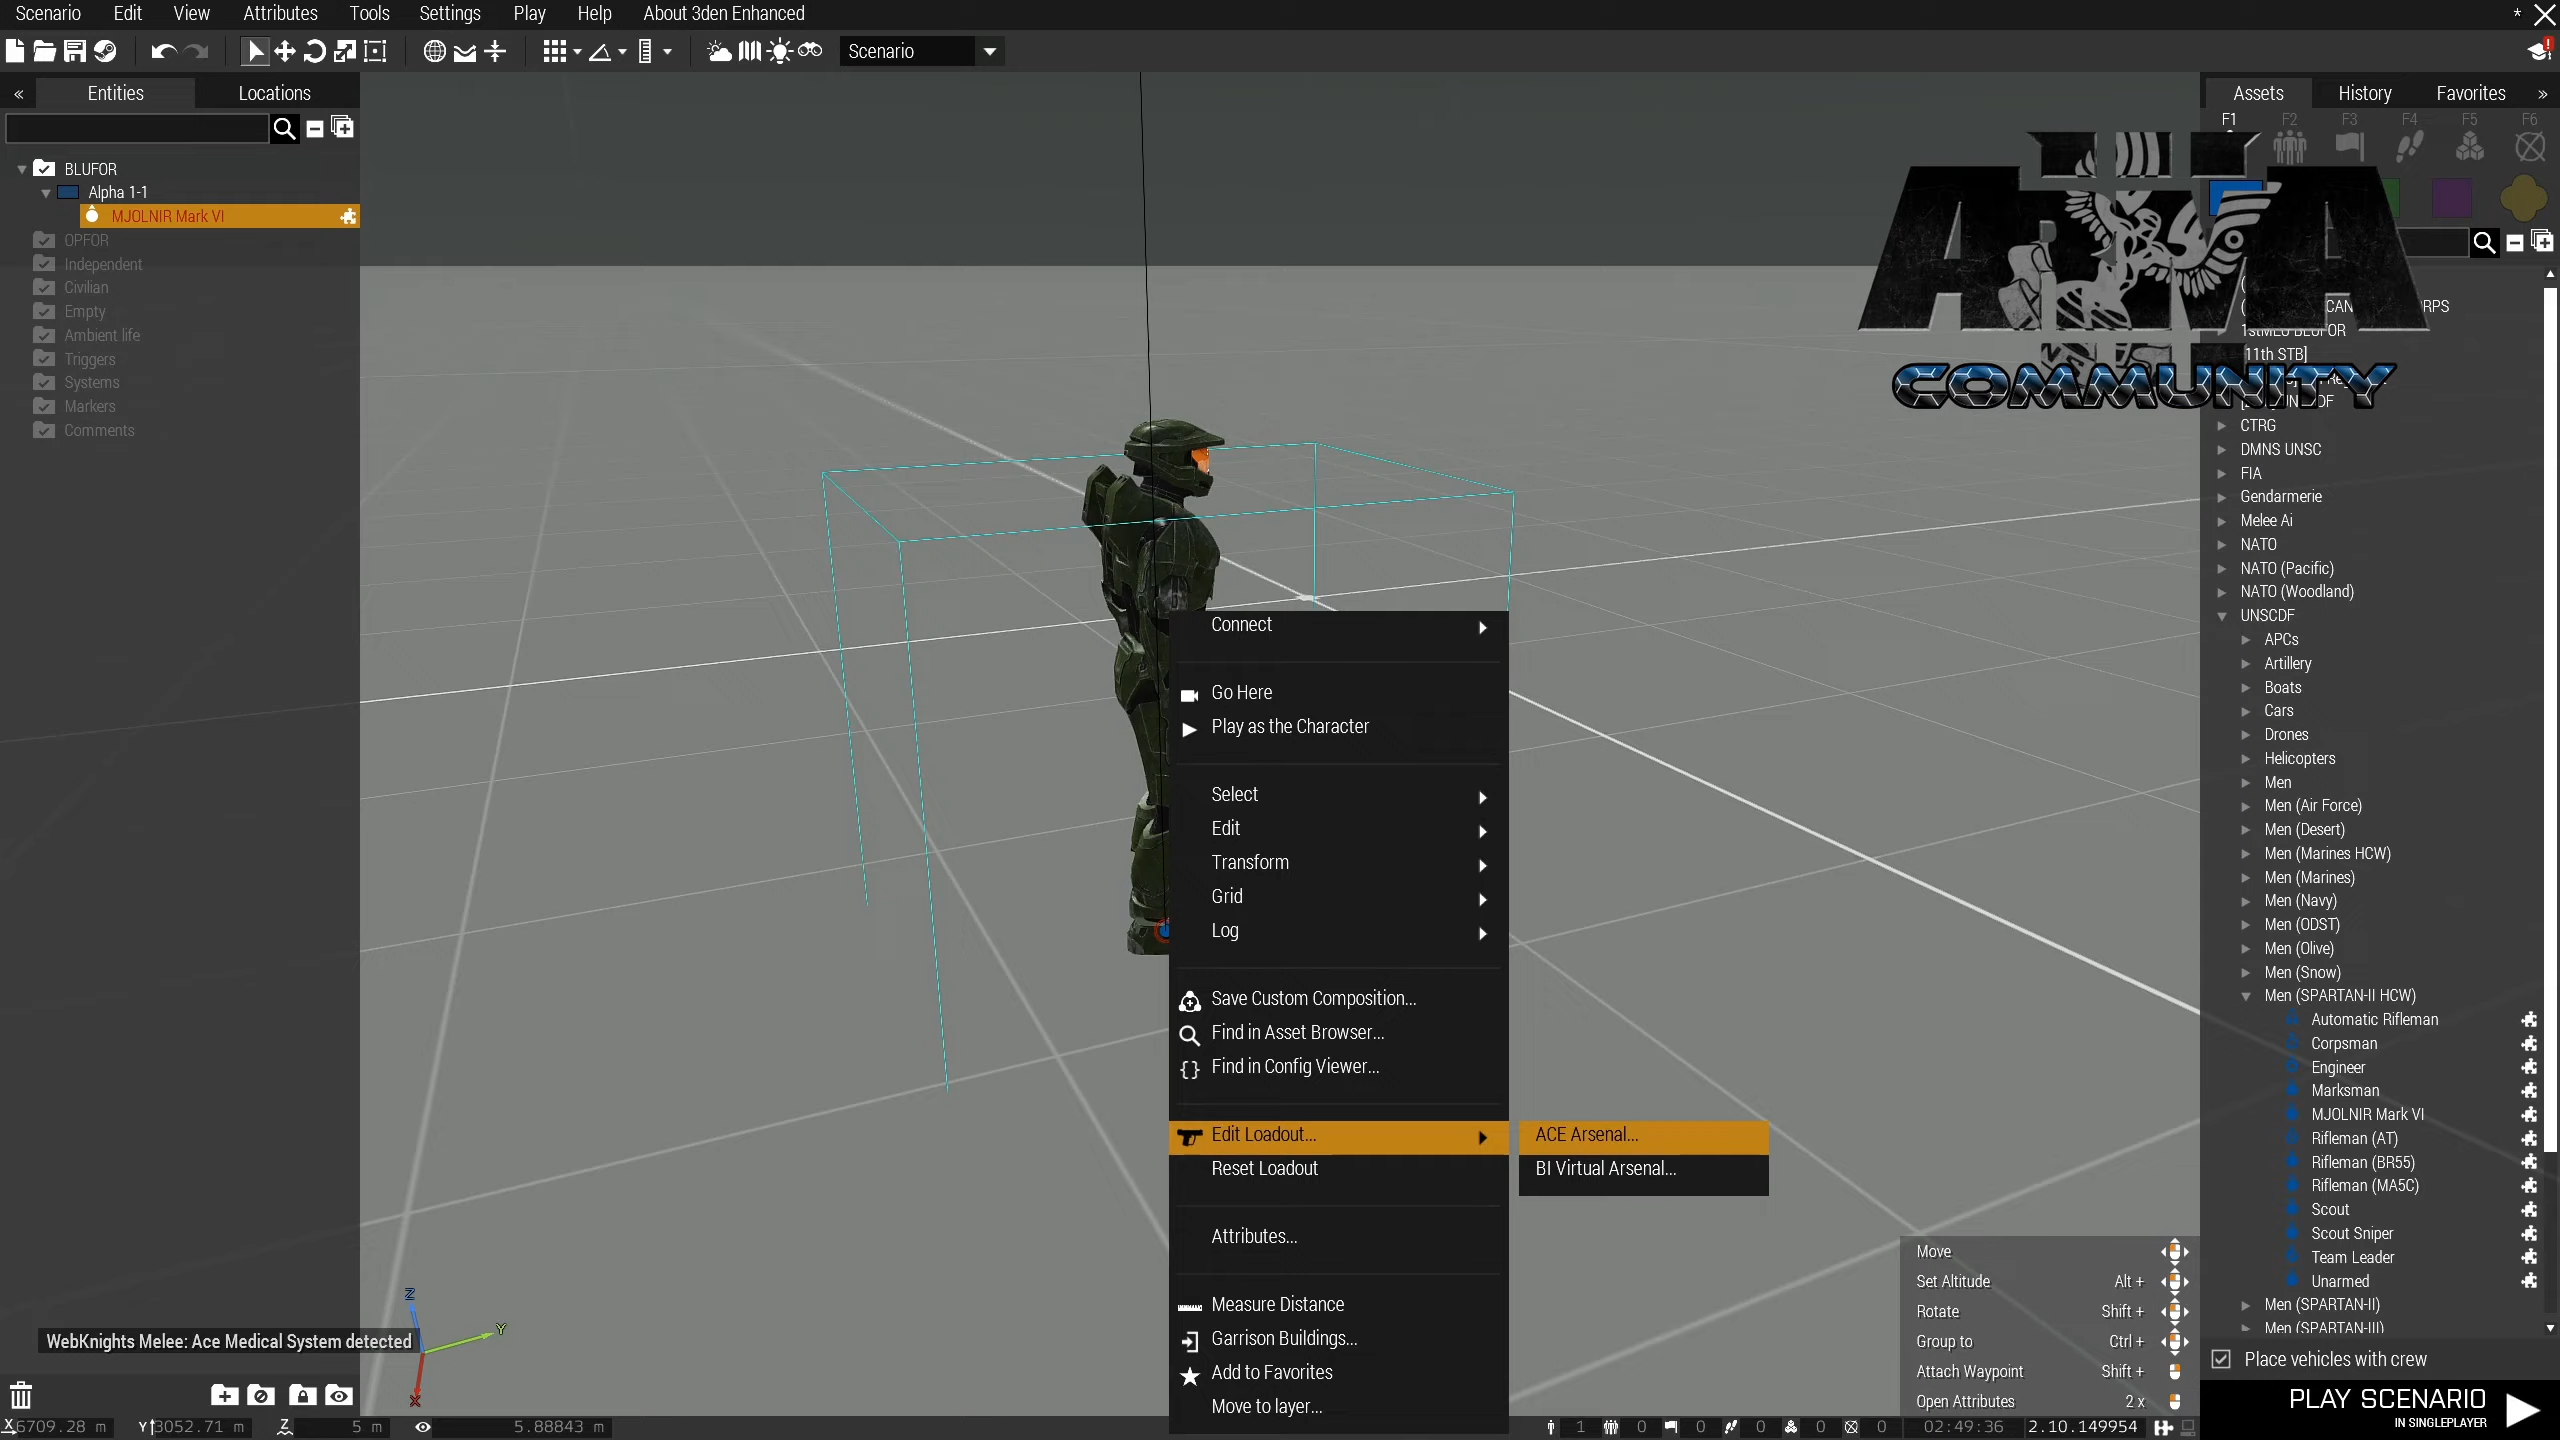 Scenario Edit View Attributes Tools Settings Play Help About 3den Enhanced *
Scenario
Entities Locations
BLUFOR
Alpha 1-1
MJOLNIR Mark VI
OPFOR
Independent
Civilian
Empty
Ambient life
Triggers
Systems
Markers
Comments
Connect
Go Here
Play as the Character
Select
Edit
Transform
Grid
Log
Save Custom Composition...
Find in Asset Browser...
Find in Config Viewer...
Edit Loadout...
Reset Loadout
Attributes...
Measure Distance
Garrison Buildings...
Add to Favorites
Move to layer...
ACE Arsenal...
BI Virtual Arsenal...
Assets History Favorites
F1 F2 F3 F4 F5 F6
ARMA III
COMMUNITY
1stMEU BLUFOR
11th STB]
CTRG
DMNS UNSC
FIA
Gendarmerie
Melee Ai
NATO
NATO (Pacific)
NATO (Woodland)
UNSCDF
APCs
Artillery
Boats
Cars
Drones
Helicopters
Men
Men (Air Force)
Men (Desert)
Men (Marines HCW)
Men (Marines)
Men (Navy)
Men (ODST)
Men (Olive)
Men (Snow)
Men (SPARTAN-II HCW)
Automatic Rifleman
Corpsman
Engineer
Marksman
MJOLNIR Mark VI
Rifleman (AT)
Rifleman (BR55)
Rifleman (MA5C)
Scout
Scout Sniper
Team Leader
Unarmed
Men (SPARTAN-II)
Men (SPARTAN-III)
Place vehicles with crew
PLAY SCENARIO
IN SINGLEPLAYER
Move
Set Altitude Alt +
Rotate Shift +
Group to Ctrl +
Attach Waypoint Shift +
Open Attributes 2 x
Z
Y
X
WebKnights Melee: Ace Medical System detected
X 6709.28 m Y 3052.71 m Z 5 m 5.88843 m 1 0 0 0 0 0 02:49:36 2.10.149954